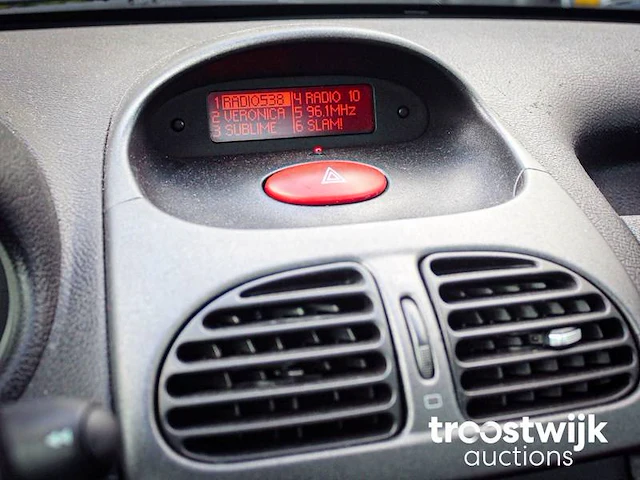 1 RADIO538 4 RADIO 10
2 VERONICA 5 96.1MHz
3 SUBLIME 6 SLAM!
troostwijk
auctions